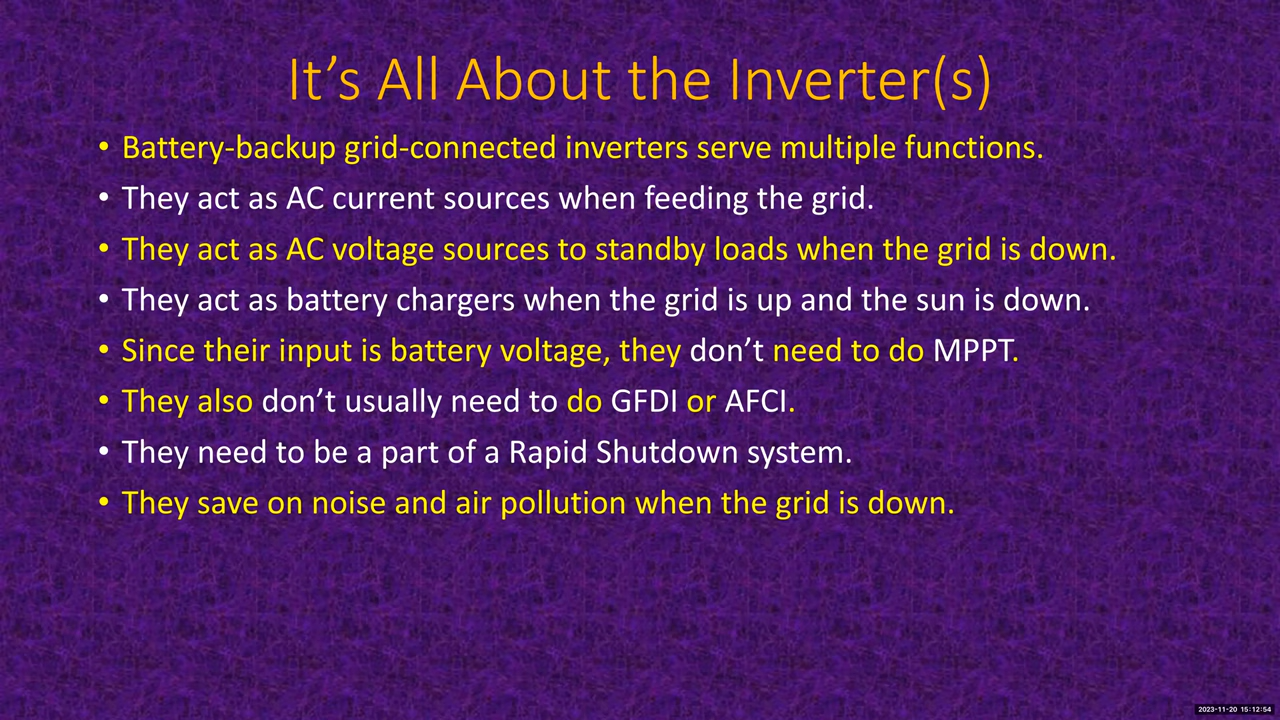 It's All About the Inverter(s)
• Battery-backup grid-connected inverters serve multiple functions.
• They act as AC current sources when feeding the grid.
• They act as AC voltage sources to standby loads when the grid is down.
• They act as battery chargers when the grid is up and the sun is down.
• Since their input is battery voltage, they don't need to do MPPT.
• They also don't usually need to do GFDI or AFCI.
• They need to be a part of a Rapid Shutdown system.
• They save on noise and air pollution when the grid is down.
2023-11-20 15:12:54